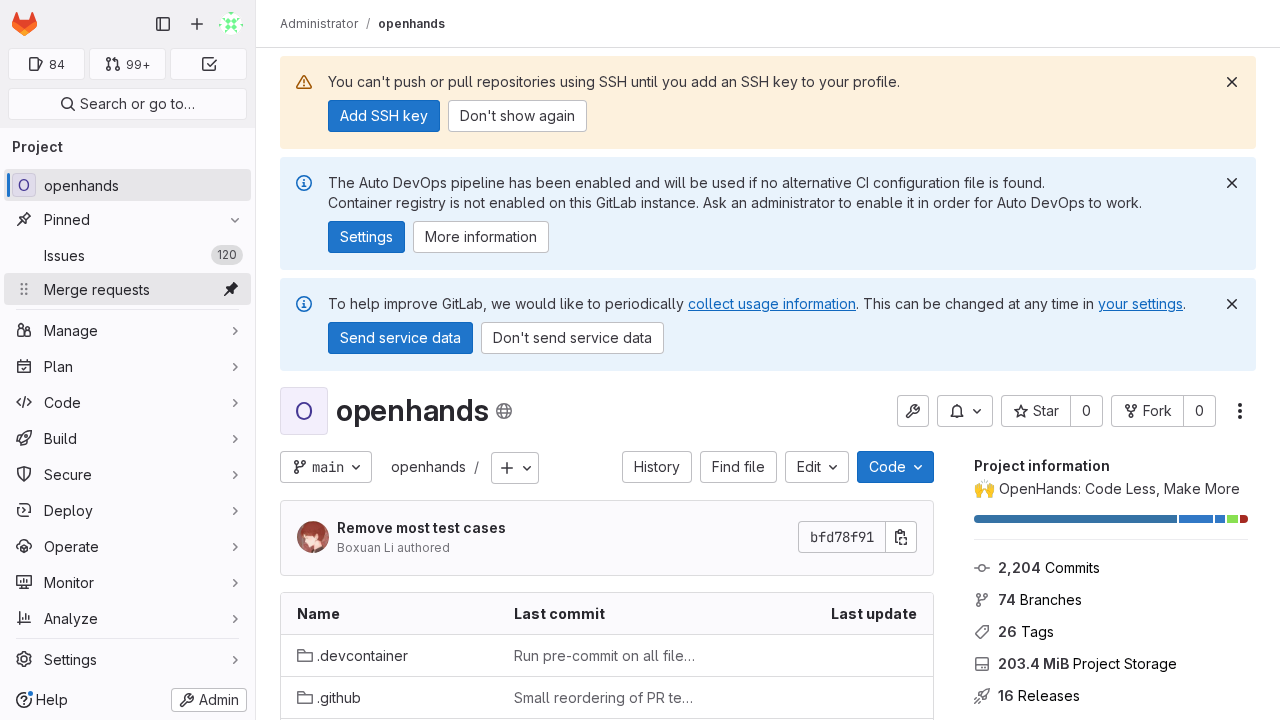 Administrator / openhands
84
99+
Search or go to…
Project
O openhands
Pinned
Issues 120
Merge requests
Manage
Plan
Code
Build
Secure
Deploy
Operate
Monitor
Analyze
Settings
Help
Admin
You can't push or pull repositories using SSH until you add an SSH key to your profile.
Add SSH key Don't show again
The Auto DevOps pipeline has been enabled and will be used if no alternative CI configuration file is found.
Container registry is not enabled on this GitLab instance. Ask an administrator to enable it in order for Auto DevOps to work.
Settings More information
To help improve GitLab, we would like to periodically collect usage information. This can be changed at any time in your settings.
Send service data Don't send service data
O openhands
Star 0 Fork 0
main openhands / History Find file Edit Code
Remove most test cases
Boxuan Li authored
bfd78f91
Name Last commit Last update
.devcontainer Run pre-commit on all file…
.github Small reordering of PR te…
Project information
🙌 OpenHands: Code Less, Make More
2,204 Commits
74 Branches
26 Tags
203.4 MiB Project Storage
16 Releases